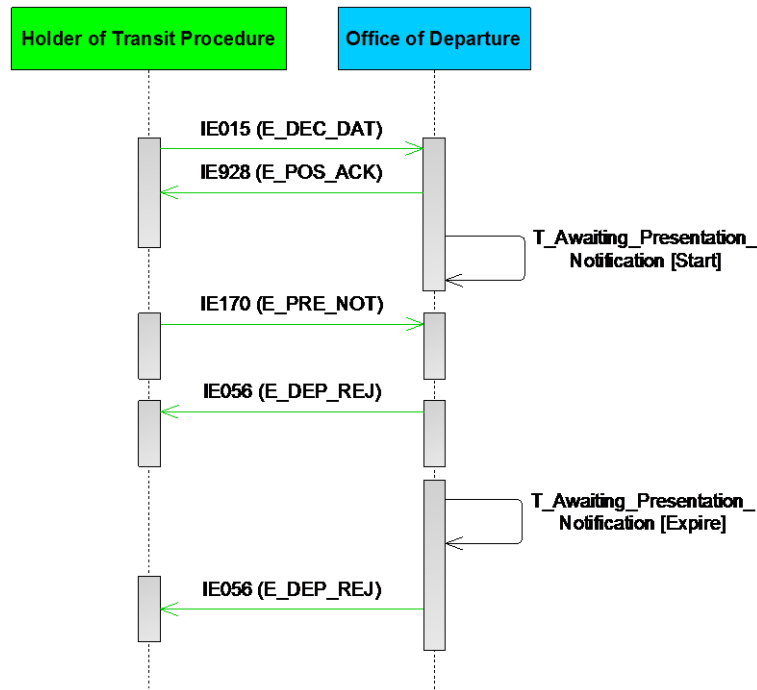 Holder of Transit Procedure
Office of Departure
IE015 (E_DEC_DAT)
IE928 (E_POS_ACK)
T_Awaiting_Presentation_
Notification [Start]
IE170 (E_PRE_NOT)
IE056 (E_DEP_REJ)
T_Awaiting_Presentation_
Notification [Expire]
IE056 (E_DEP_REJ)